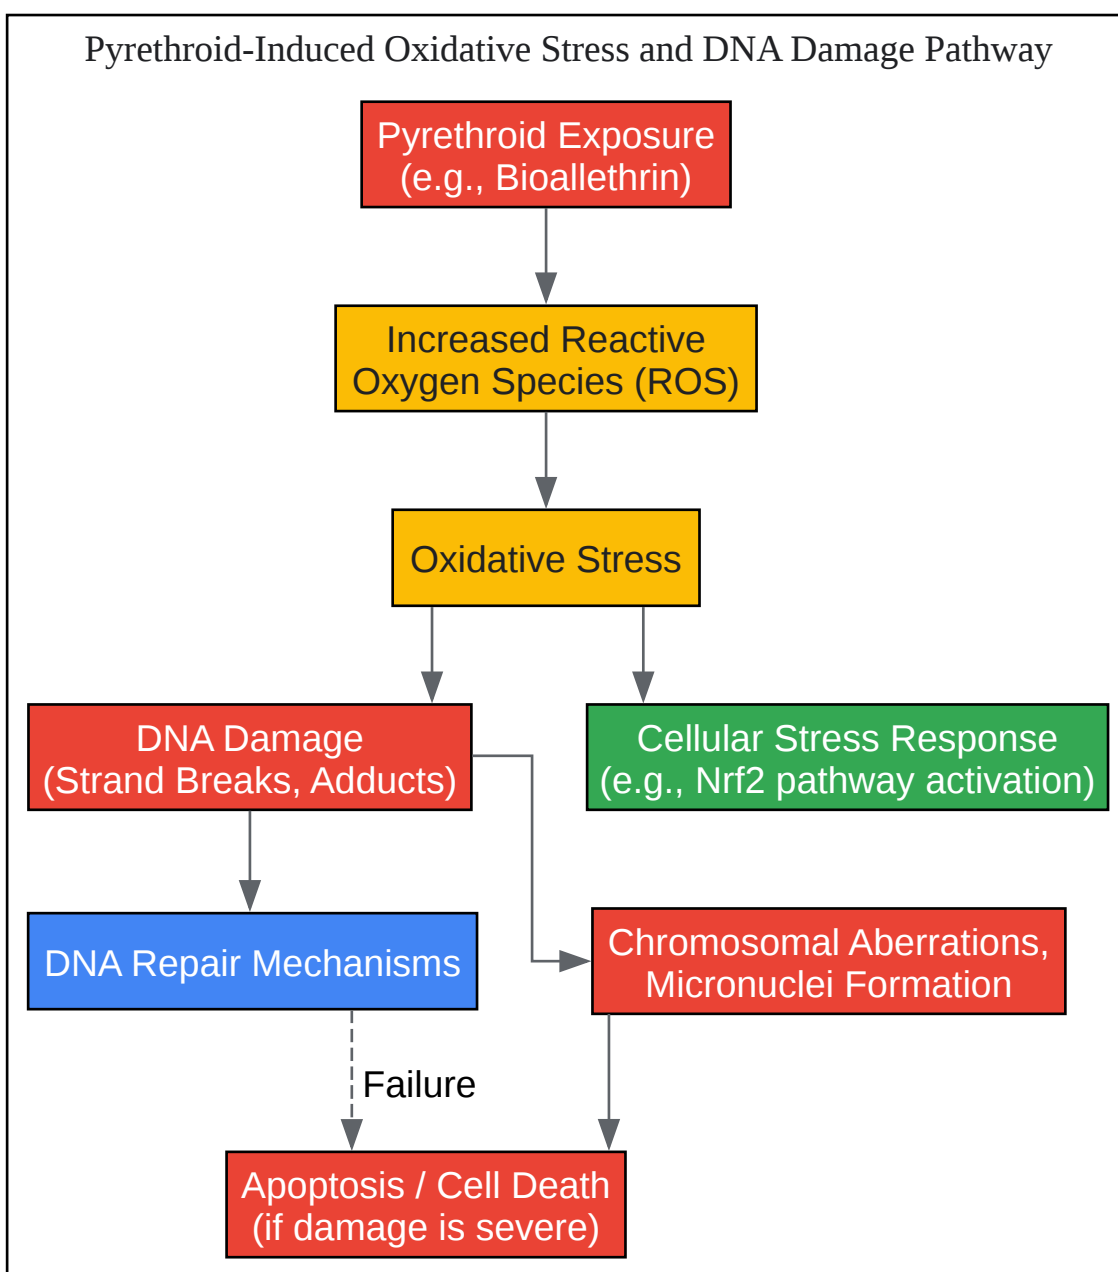 Pyrethroid-Induced Oxidative Stress and DNA Damage Pathway
Pyrethroid Exposure
(e.g., Bioallethrin)
Increased Reactive
Oxygen Species (ROS)
Oxidative Stress
DNA Damage
(Strand Breaks, Adducts)
Cellular Stress Response
(e.g., Nrf2 pathway activation)
DNA Repair Mechanisms
Chromosomal Aberrations,
Micronuclei Formation
Failure
Apoptosis / Cell Death
(if damage is severe)